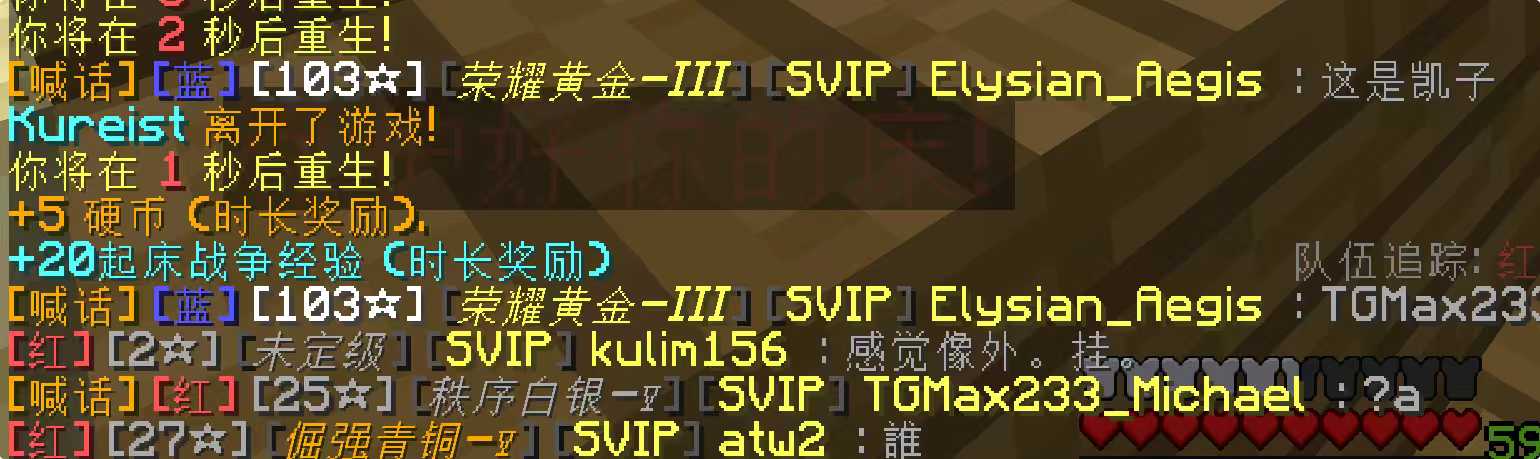 你将在 2 秒后重生!
[喊话][蓝][103☆][荣耀黄金-III][SVIP] Elysian_Aegis : 这是凯子
Kureist 离开了游戏!
你将在 1 秒后重生!
+5 硬币 (时长奖励).
+20起床战争经验 (时长奖励)
队伍追踪: 红
[喊话][蓝][103☆][荣耀黄金-III][SVIP] Elysian_Aegis : TGMax233
[红][2☆][未定级][SVIP] kulim156 : 感觉像外。挂。
[喊话][红][25☆][秩序白银-V][SVIP] TGMax233_Michael : ?a
[红][27☆][倔强青铜-V][SVIP] atw2 : 誰